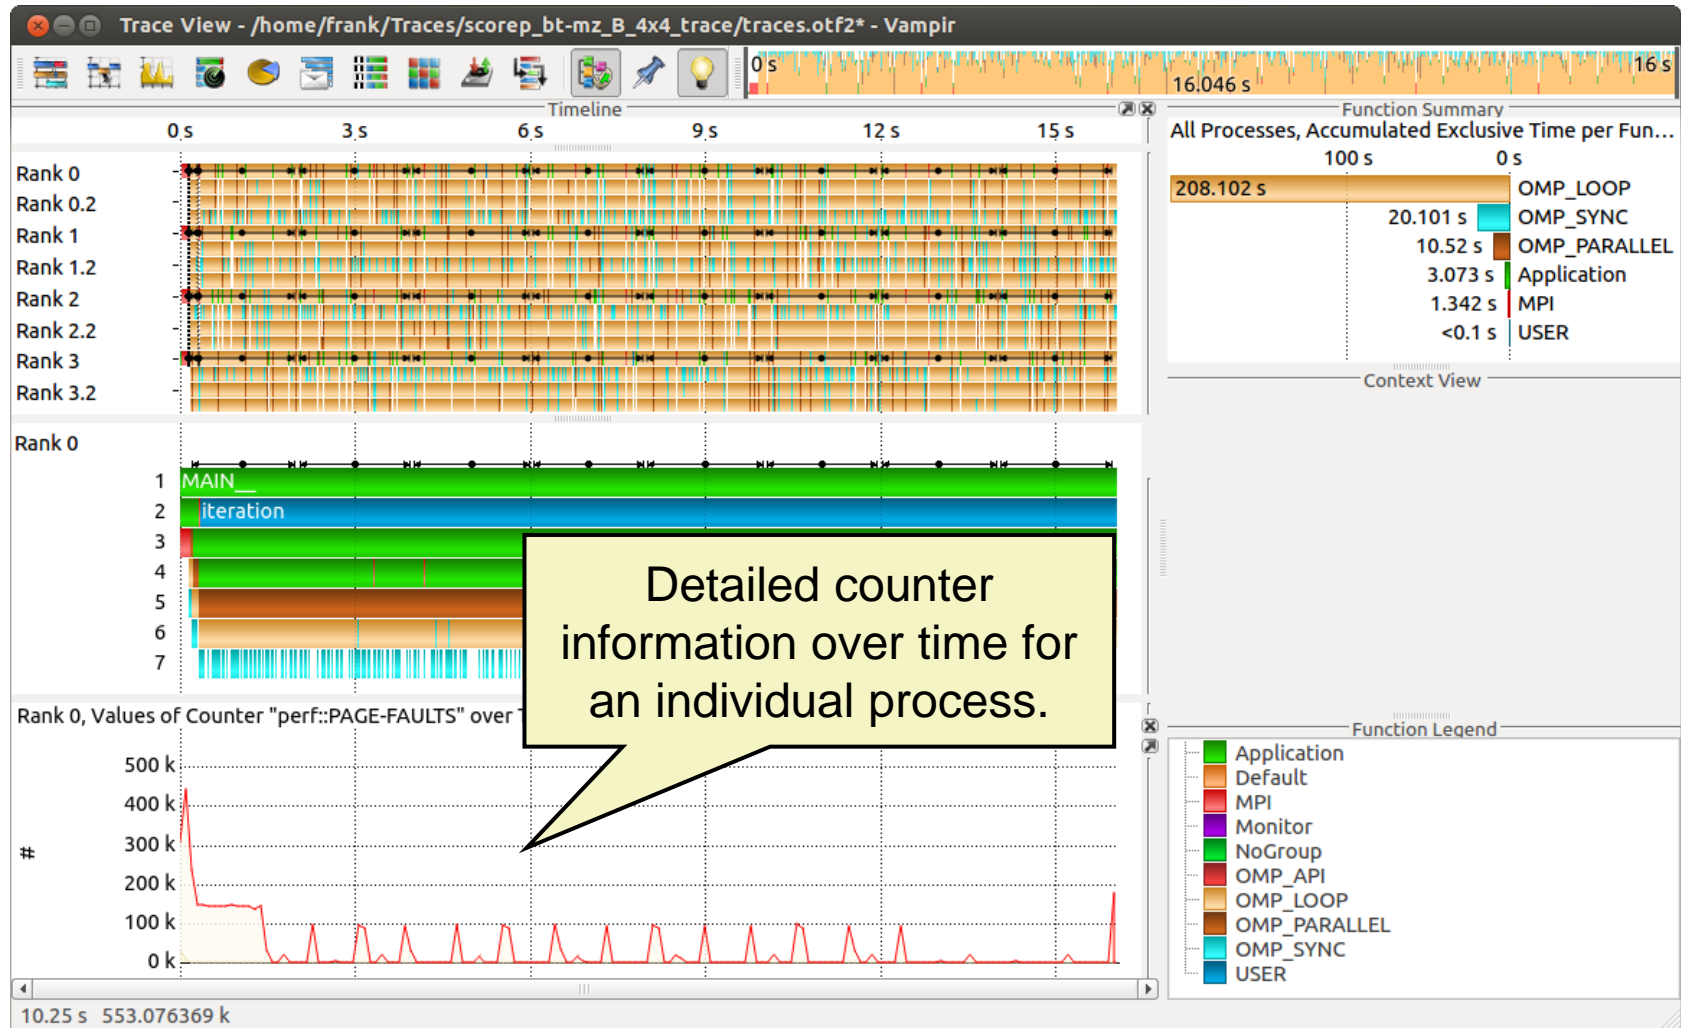 Trace View - /home/frank/Traces/scorep_bt-mz_B_4x4_trace/traces.otf2* - Vampir
0 s
16 s
16.046 s
Timeline
0 s 3 s 6 s 9 s 12 s 15 s
Rank 0
Rank 0.2
Rank 1
Rank 1.2
Rank 2
Rank 2.2
Rank 3
Rank 3.2
Rank 0
1 MAIN__
2 iteration
3
4
5
6
7
Detailed counter
information over time for
an individual process.
Rank 0, Values of Counter "perf::PAGE-FAULTS" over
500 k
400 k
300 k
200 k
100 k
0 k
#
10.25 s 553.076369 k
Function Summary
All Processes, Accumulated Exclusive Time per Fun...
100 s 0 s
208.102 s OMP_LOOP
20.101 s OMP_SYNC
10.52 s OMP_PARALLEL
3.073 s Application
1.342 s MPI
<0.1 s USER
Context View
Function Legend
Application
Default
MPI
Monitor
NoGroup
OMP_API
OMP_LOOP
OMP_PARALLEL
OMP_SYNC
USER